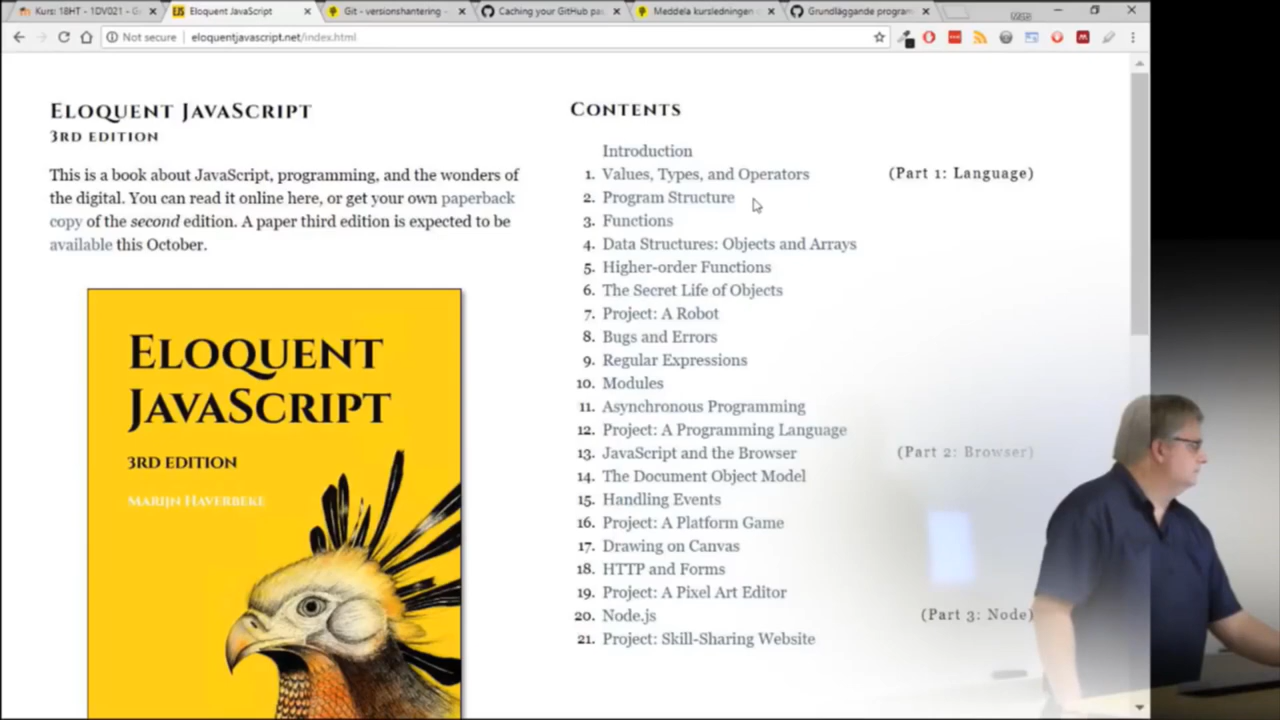 Kurs: 18HT - 1DV021 - G
Eloquent JavaScript
Git - versionshantering -
Caching your GitHub pas
Meddela kursledningen
Grundläggande program
Not secure
eloquentjavascript.net/index.html
Eloquent JavaScript
3rd edition
This is a book about JavaScript, programming, and the wonders of
the digital. You can read it online here, or get your own paperback
copy of the second edition. A paper third edition is expected to be
available this October.
Eloquent
JavaScript
3rd edition
Marijn Haverbeke
Contents
Introduction
1. Values, Types, and Operators (Part 1: Language)
2. Program Structure
3. Functions
4. Data Structures: Objects and Arrays
5. Higher-order Functions
6. The Secret Life of Objects
7. Project: A Robot
8. Bugs and Errors
9. Regular Expressions
10. Modules
11. Asynchronous Programming
12. Project: A Programming Language
13. JavaScript and the Browser (Part 2: Browser)
14. The Document Object Model
15. Handling Events
16. Project: A Platform Game
17. Drawing on Canvas
18. HTTP and Forms
19. Project: A Pixel Art Editor
20. Node.js (Part 3: Node)
21. Project: Skill-Sharing Website